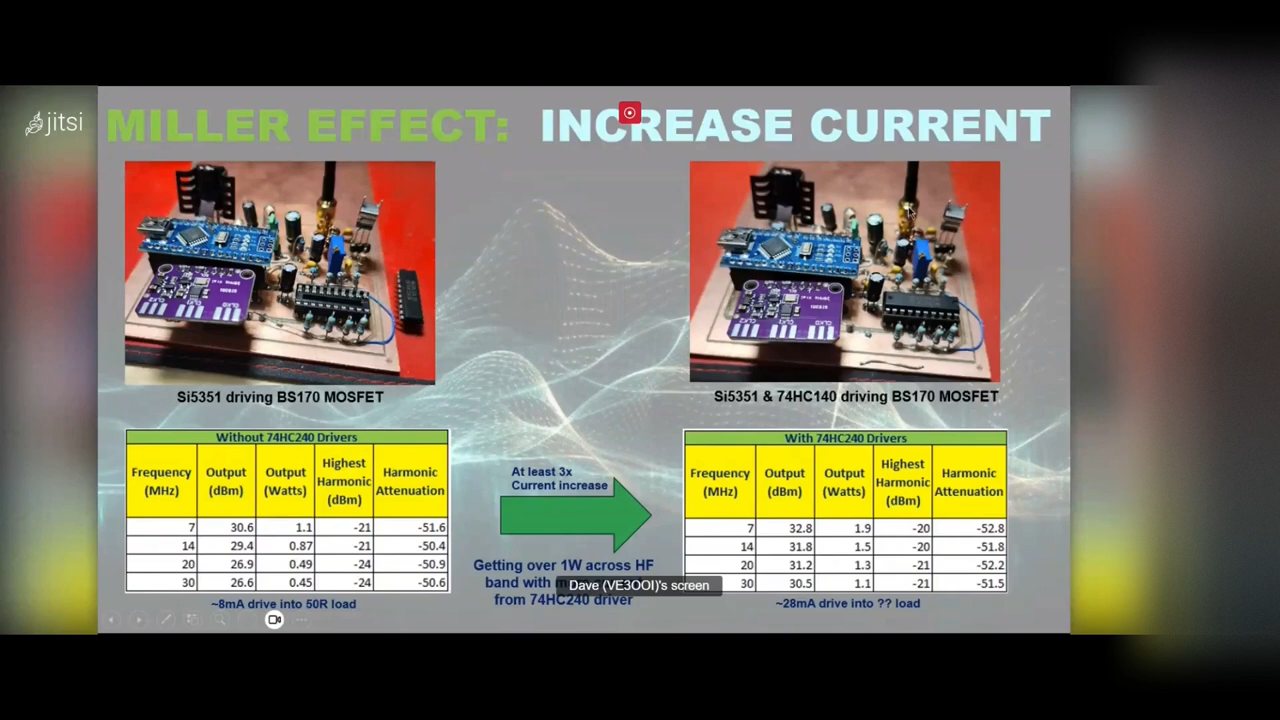 jitsi
MILLER EFFECT: INCREASE CURRENT
Si5351 driving BS170 MOSFET
Si5351 & 74HC140 driving BS170 MOSFET
Without 74HC240 Drivers
Frequency (MHz) Output (dBm) Output (Watts) Highest Harmonic (dBm) Harmonic Attenuation
7 30.6 1.1 -21 -51.6
14 29.4 0.87 -21 -50.4
20 26.9 0.49 -24 -50.9
30 26.6 0.45 -24 -50.6
~8mA drive into 50R load
At least 3x
Current increase
Getting over 1W across HF
band with
from 74HC240 driver
Dave (VE3OOI)'s screen
With 74HC240 Drivers
Frequency (MHz) Output (dBm) Output (Watts) Highest Harmonic (dBm) Harmonic Attenuation
7 32.8 1.9 -20 -52.8
14 31.8 1.5 -20 -51.8
20 31.2 1.3 -21 -52.2
30 30.5 1.1 -21 -51.5
~28mA drive into ?? load